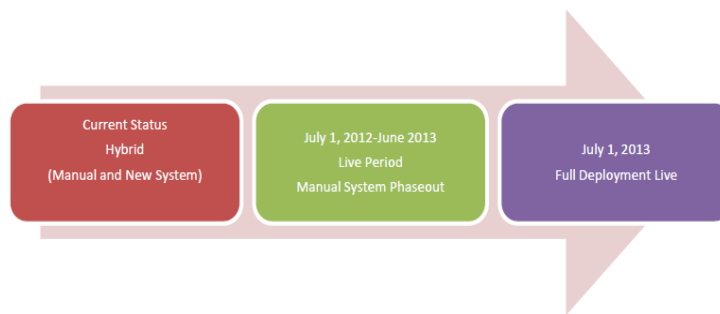 Current Status
Hybrid
(Manual and New System)
July 1, 2012-June 2013
Live Period
Manual System Phaseout
July 1, 2013
Full Deployment Live